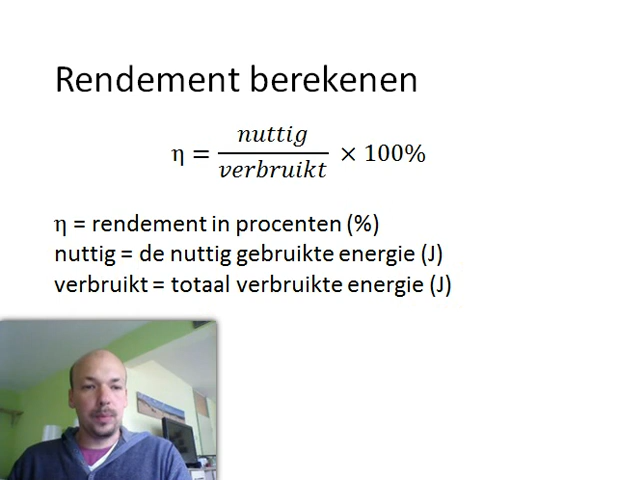 Rendement berekenen
η = nuttig / verbruikt × 100%
η = rendement in procenten (%)
nuttig = de nuttig gebruikte energie (J)
verbruikt = totaal verbruikte energie (J)